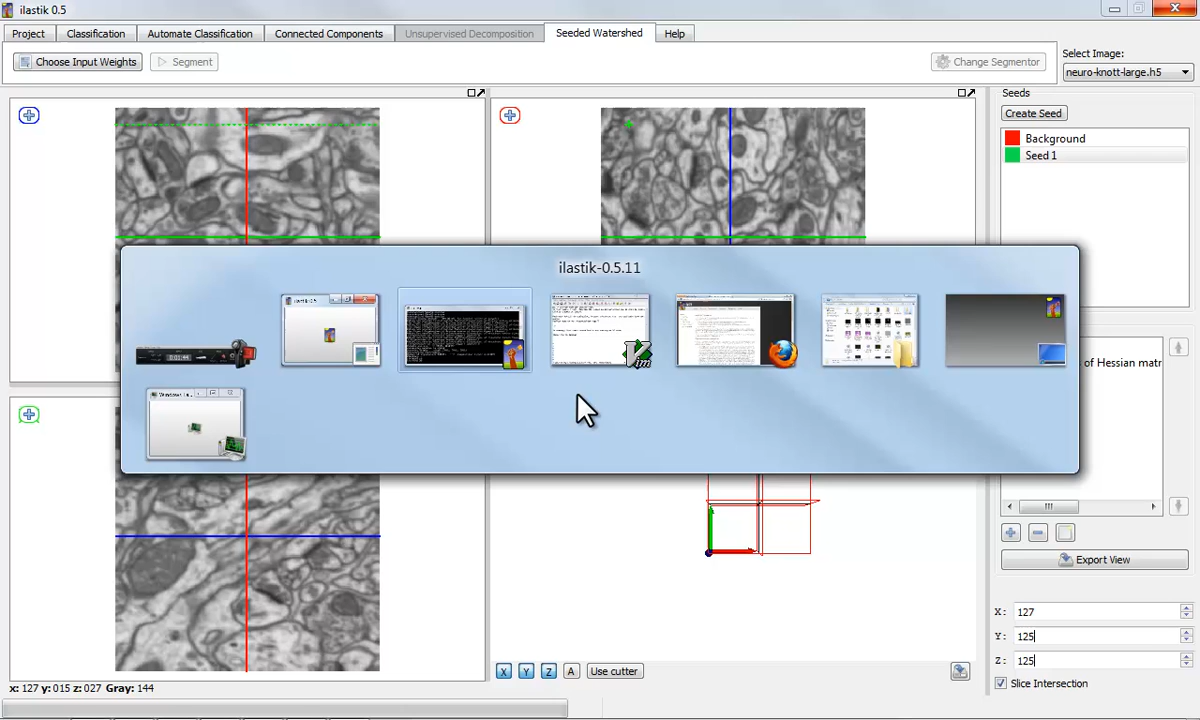 ilastik 0.5
Project Classification Automate Classification Connected Components Unsupervised Decomposition Seeded Watershed Help
Choose Input Weights Segment Change Segmentor
Select Image:
neuro-knott-large.h5
Seeds
Create Seed
Background
Seed 1
ilastik-0.5.11
of Hessian matr
Export View
X: 127
Y: 125
Z: 125
X Y Z A Use cutter
Slice Intersection
x: 127 y: 015 z: 027 Gray: 144